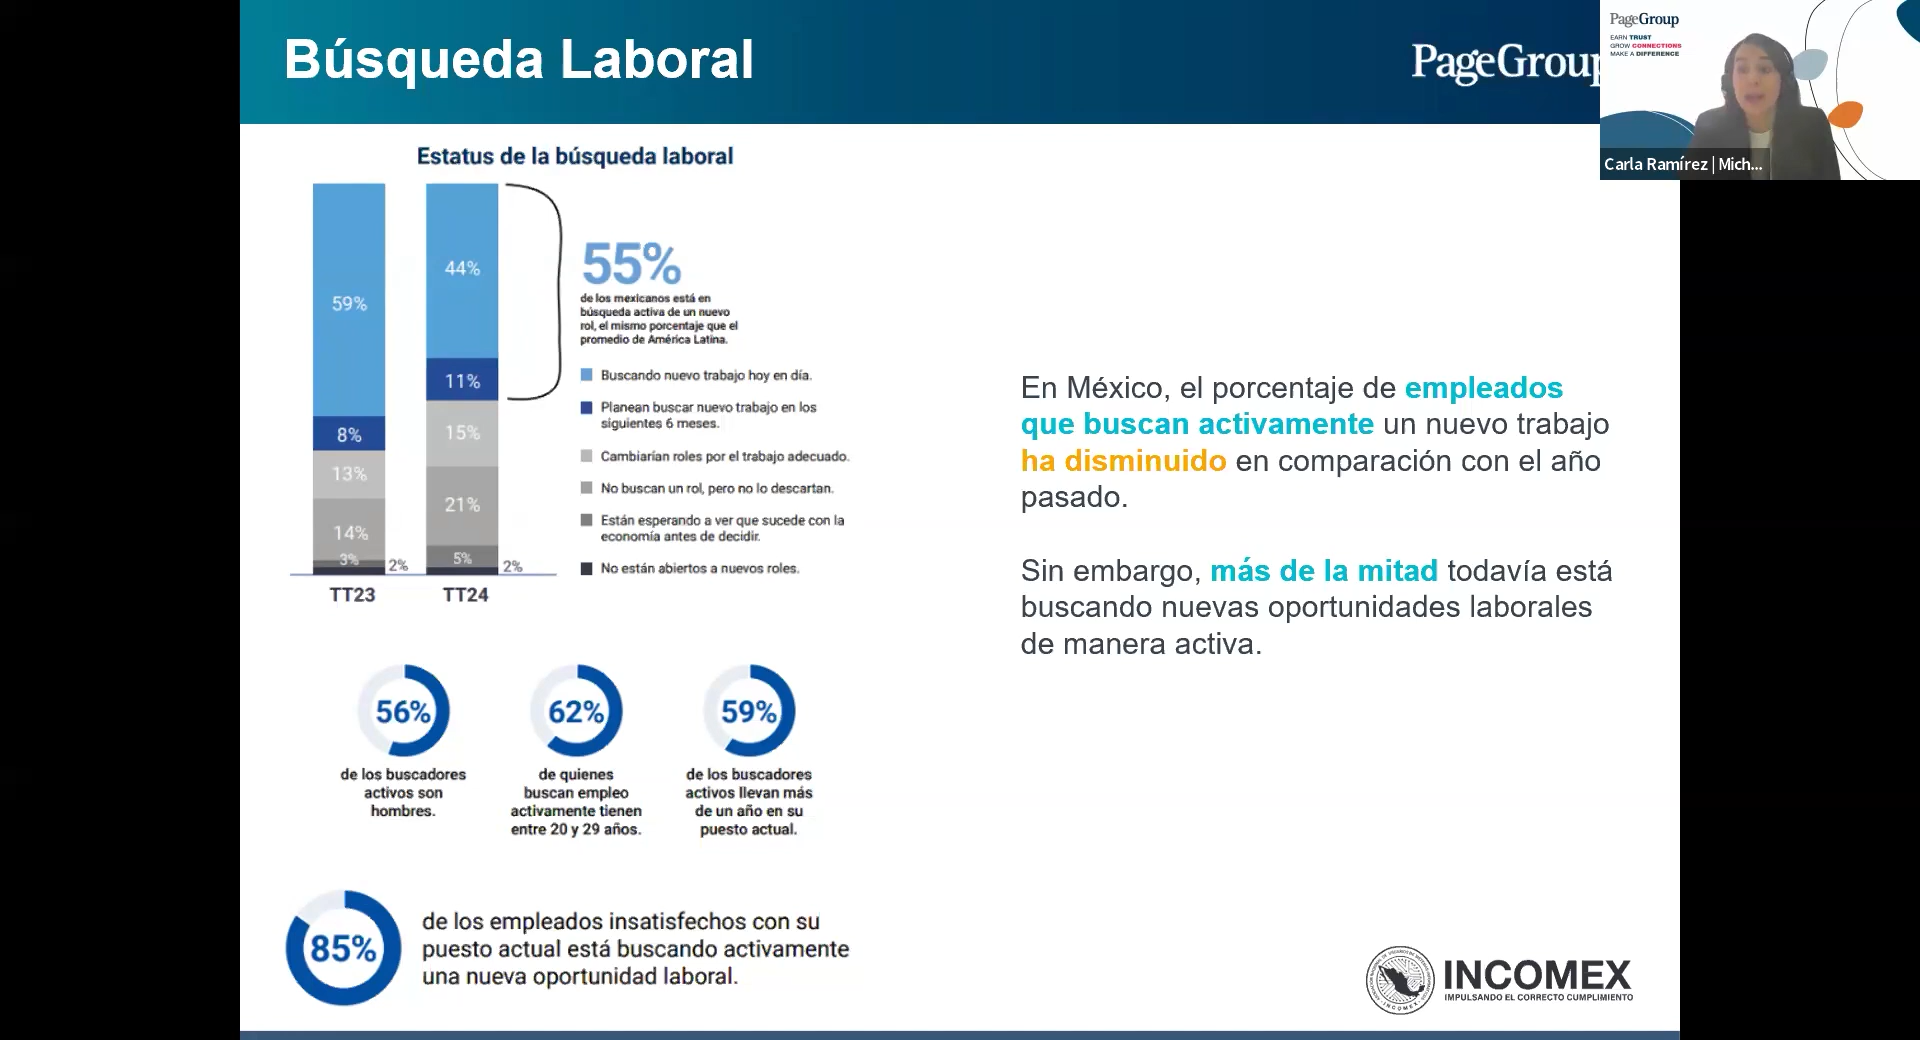 Búsqueda Laboral
PageGroup
PageGroup
EARN TRUST
GROW CONNECTIONS
MAKE A DIFFERENCE
Carla Ramírez | Mich...
Estatus de la búsqueda laboral
59%
8%
13%
14%
3%
2%
TT23
44%
11%
15%
21%
5%
2%
TT24
55%
de los mexicanos está en
búsqueda activa de un nuevo
rol, el mismo porcentaje que el
promedio de América Latina.
Buscando nuevo trabajo hoy en día.
Planean buscar nuevo trabajo en los
siguientes 6 meses.
Cambiarían roles por el trabajo adecuado.
No buscan un rol, pero no lo descartan.
Están esperando a ver que sucede con la
economía antes de decidir.
No están abiertos a nuevos roles.
56%
de los buscadores
activos son
hombres.
62%
de quienes
buscan empleo
activamente tienen
entre 20 y 29 años.
59%
de los buscadores
activos llevan más
de un año en su
puesto actual.
85%
de los empleados insatisfechos con su
puesto actual está buscando activamente
una nueva oportunidad laboral.
En México, el porcentaje de empleados
que buscan activamente un nuevo trabajo
ha disminuido en comparación con el año
pasado.
Sin embargo, más de la mitad todavía está
buscando nuevas oportunidades laborales
de manera activa.
INCOMEX
IMPULSANDO EL CORRECTO CUMPLIMIENTO